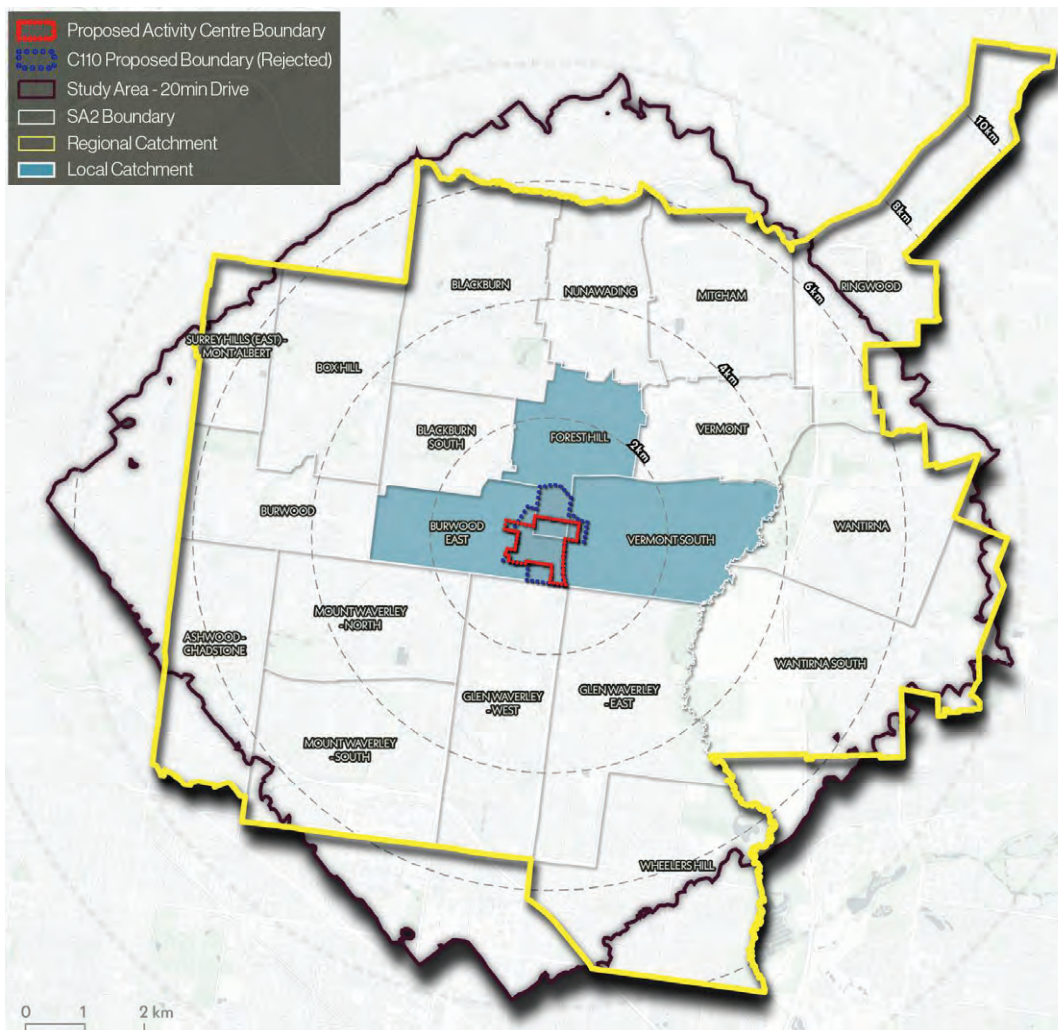 Proposed Activity Centre Boundary
C110 Proposed Boundary (Rejected)
Study Area - 20min Drive
SA2 Boundary
Regional Catchment
Local Catchment
10km
8km
6km
RINGWOOD
BLACKBURN
NUNAWADING
MITCHAM
SURREY HILLS (EAST) -
MONT ALBERT
BOX HILL
4km
BLACKBURN
SOUTH
FOREST HILL
VERMONT
2km
BURWOOD
BURWOOD
EAST
VERMONT SOUTH
WANTIRNA
MOUNT WAVERLEY
-NORTH
ASHWOOD -
CHADSTONE
WANTIRNA SOUTH
GLEN WAVERLEY
-WEST
GLEN WAVERLEY
-EAST
MOUNT WAVERLEY
-SOUTH
WHEELERS HILL
0 1 2 km